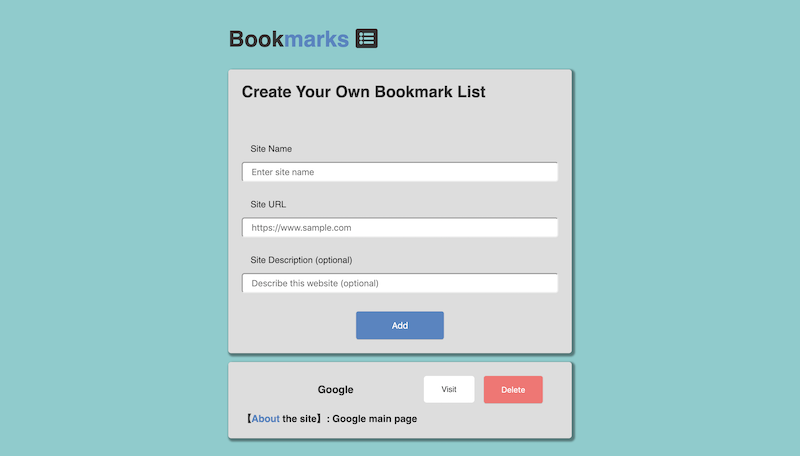 Bookmarks
Create Your Own Bookmark List
Site Name
Enter site name
Site URL
https://www.sample.com
Site Description (optional)
Describe this website (optional)
Add
Google Visit Delete
【About the site】: Google main page